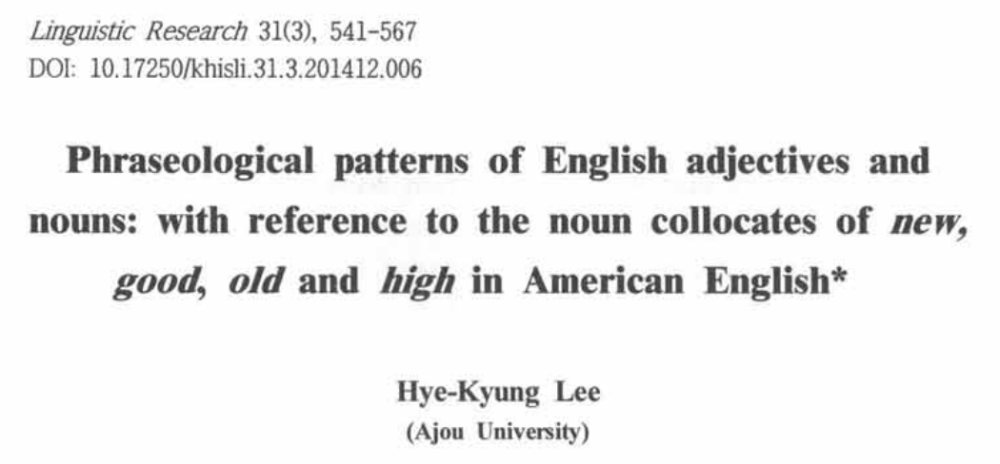 Linguistic Research 31(3), 541-567
DOI: 10.17250/khisli.31.3.201412.006
Phraseological patterns of English adjectives and
nouns: with reference to the noun collocates of new,
good, old and high in American English*
Hye-Kyung Lee
(Ajou University)